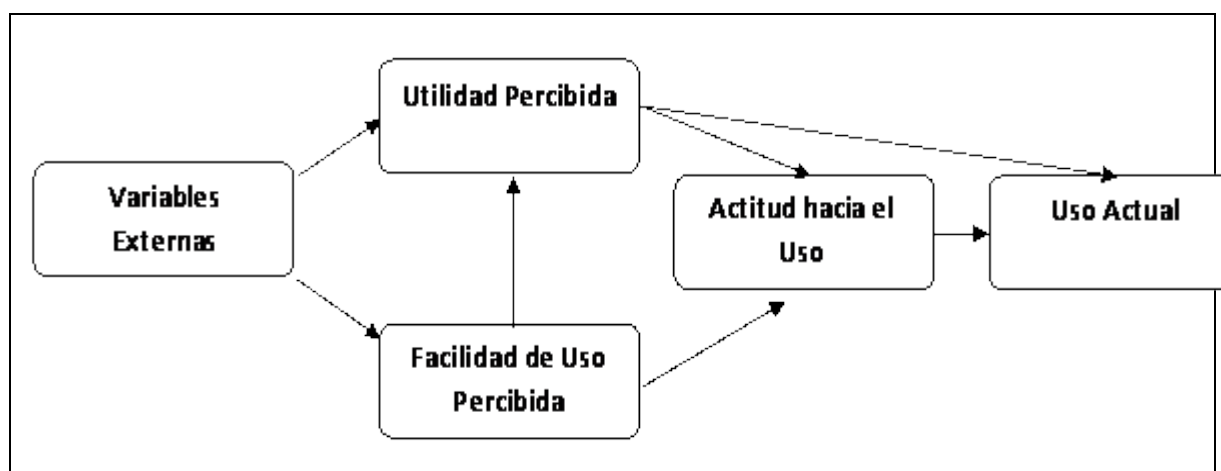 Utilidad Percibida
Variables
Externas
Actitud hacia el
Uso
Uso Actual
Facilidad de Uso
Percibida